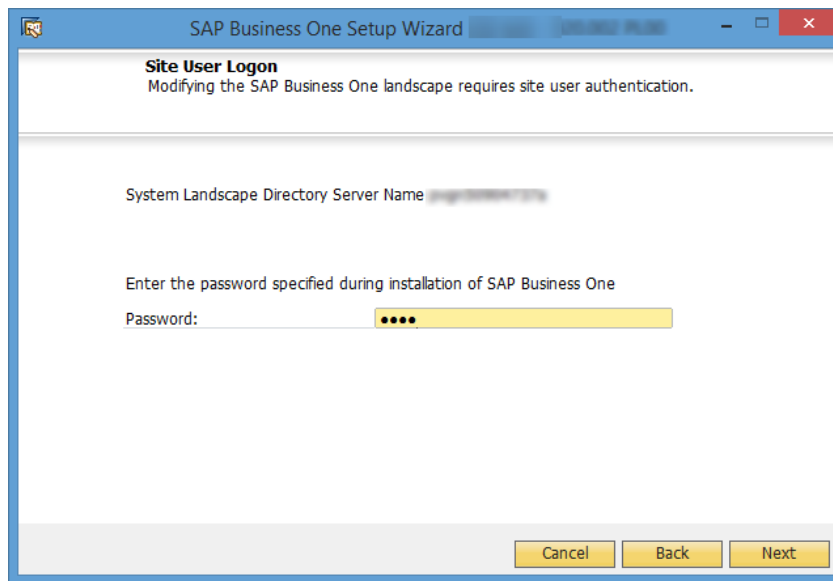 SAP Business One Setup Wizard
Site User Logon
Modifying the SAP Business One landscape requires site user authentication.
System Landscape Directory Server Name
Enter the password specified during installation of SAP Business One
Password: ••••
Cancel Back Next